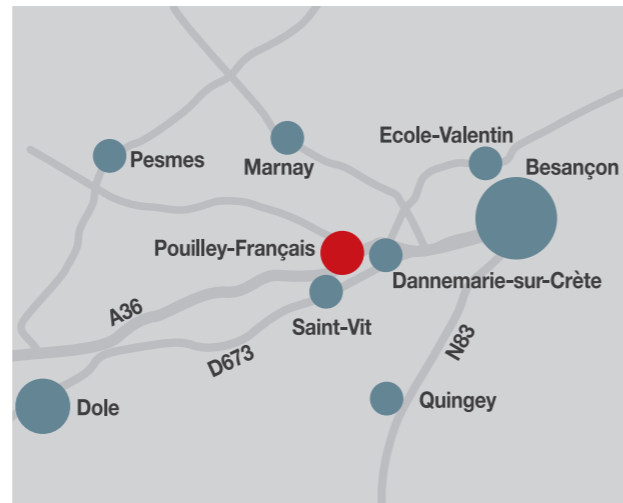 Ecole-Valentin
Pesmes
Marnay
Besançon
Pouilley-Français
Dannemarie-sur-Crète
A36
Saint-Vit
D673
N83
Quingey
Dole